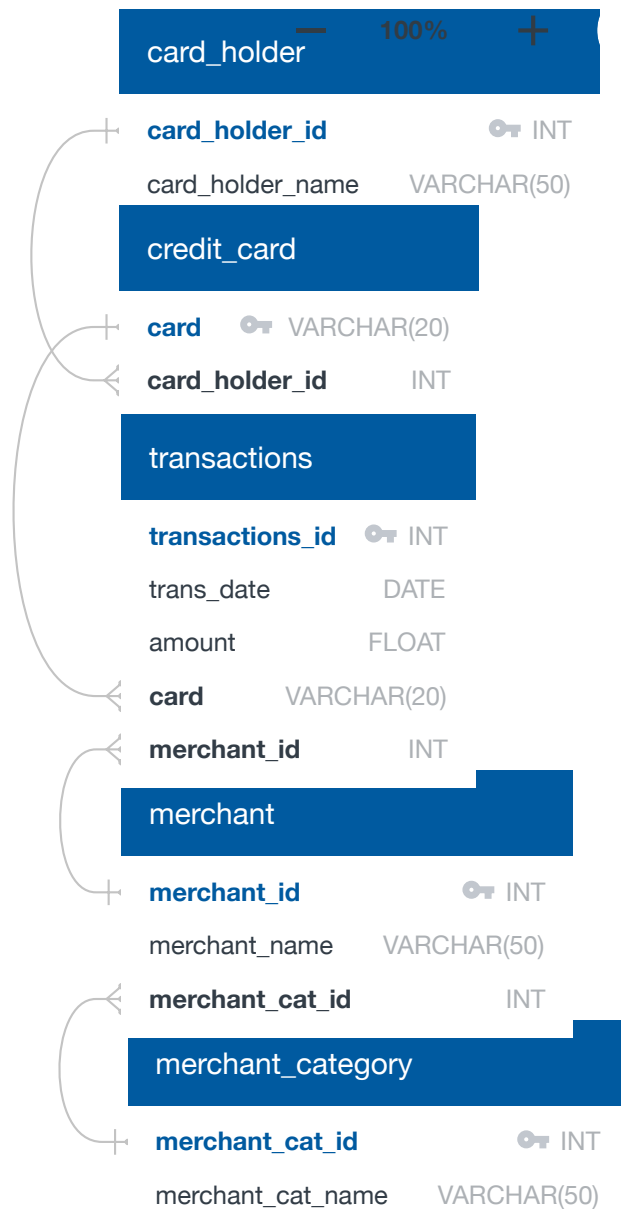 card_holder
100%
card_holder_id INT
card_holder_name VARCHAR(50)
credit_card
card VARCHAR(20)
card_holder_id INT
transactions
transactions_id INT
trans_date DATE
amount FLOAT
card VARCHAR(20)
merchant_id INT
merchant
merchant_id INT
merchant_name VARCHAR(50)
merchant_cat_id INT
merchant_category
merchant_cat_id INT
merchant_cat_name VARCHAR(50)